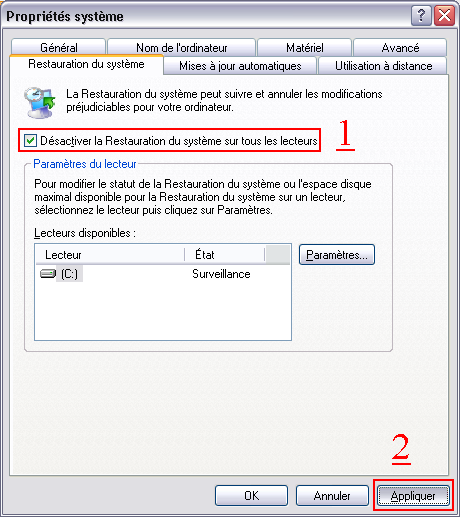 Propriétés système
Général Nom de l'ordinateur Matériel Avancé
Restauration du système Mises à jour automatiques Utilisation à distance
La Restauration du système peut suivre et annuler les modifications
préjudiciables pour votre ordinateur.
Désactiver la Restauration du système sur tous les lecteurs
1
Paramètres du lecteur
Pour modifier le statut de la Restauration du système ou l'espace disque
maximal disponible pour la Restauration du système sur un lecteur,
sélectionnez le lecteur puis cliquez sur Paramètres.
Lecteurs disponibles :
Lecteur État
(C:) Surveillance
Paramètres...
2
OK Annuler Appliquer